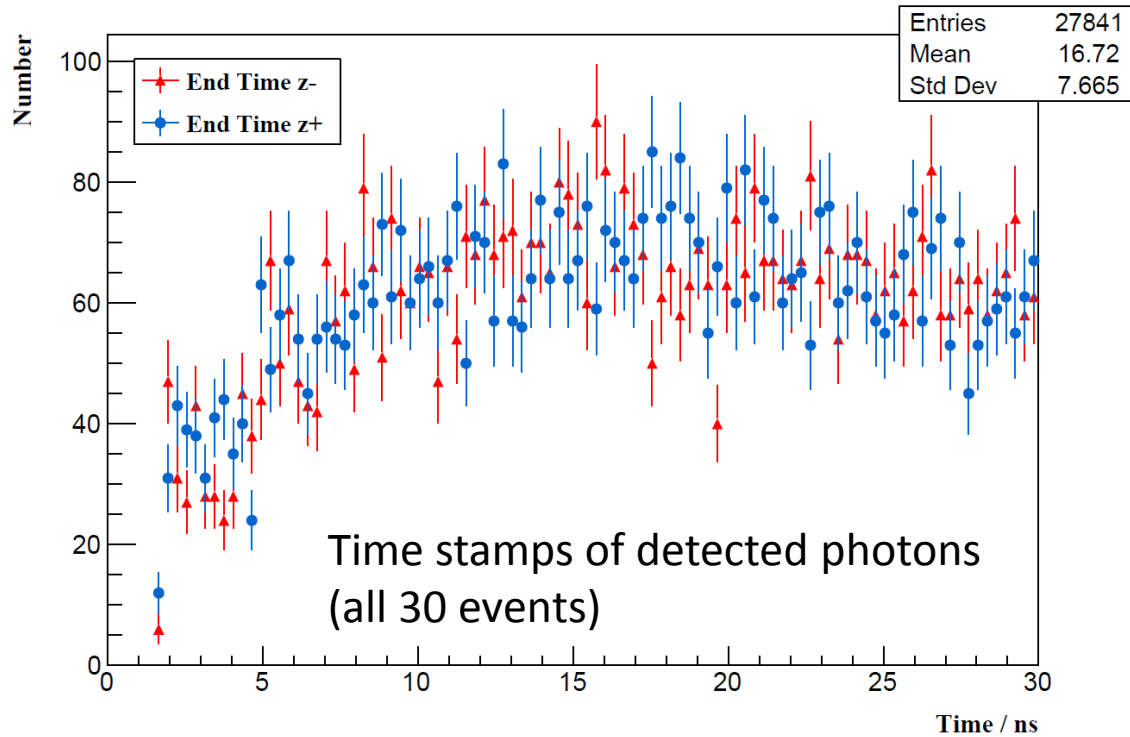 Entries 27841
Mean 16.72
Std Dev 7.665
Number
100
80
60
40
20
0
End Time z-
End Time z+
Time stamps of detected photons
(all 30 events)
0 5 10 15 20 25 30
Time / ns